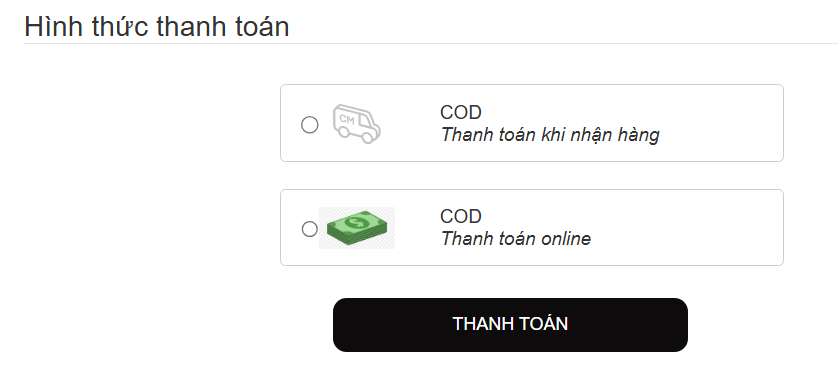 Hình thức thanh toán
CM
COD
Thanh toán khi nhận hàng
COD
Thanh toán online
THANH TOÁN